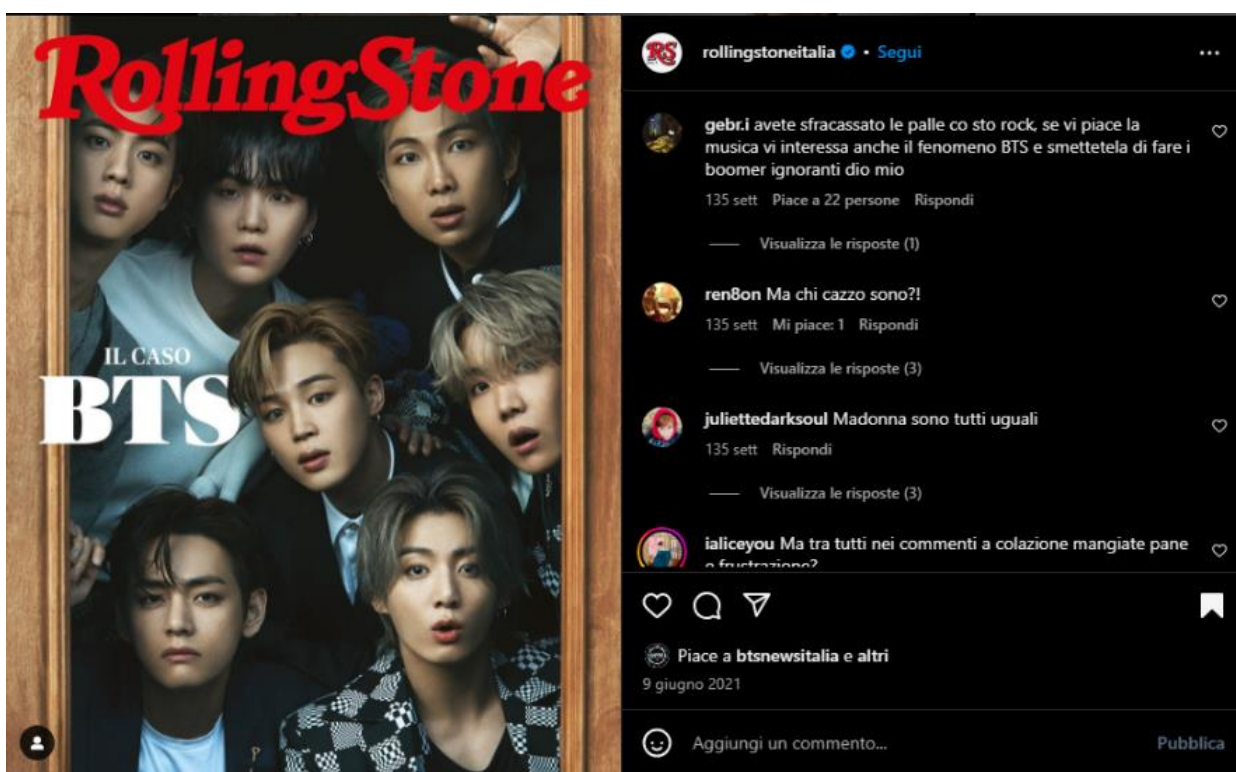 RollingStone
IL CASO
BTS
RS
rollingstoneitalia • Segui
gebr.i avete sfracassato le palle co sto rock, se vi piace la
musica vi interessa anche il fenomeno BTS e smettetela di fare i
boomer ignoranti dio mio
135 sett Piace a 22 persone Rispondi
Visualizza le risposte (1)
ren8on Ma chi cazzo sono?!
135 sett Mi piace: 1 Rispondi
Visualizza le risposte (3)
juliettedarksoul Madonna sono tutti uguali
135 sett Rispondi
Visualizza le risposte (3)
ialiceyou Ma tra tutti nei commenti a colazione mangiate pane
e frustrazione?
Piace a btsnewsitalia e altri
9 giugno 2021
Aggiungi un commento...
Pubblica